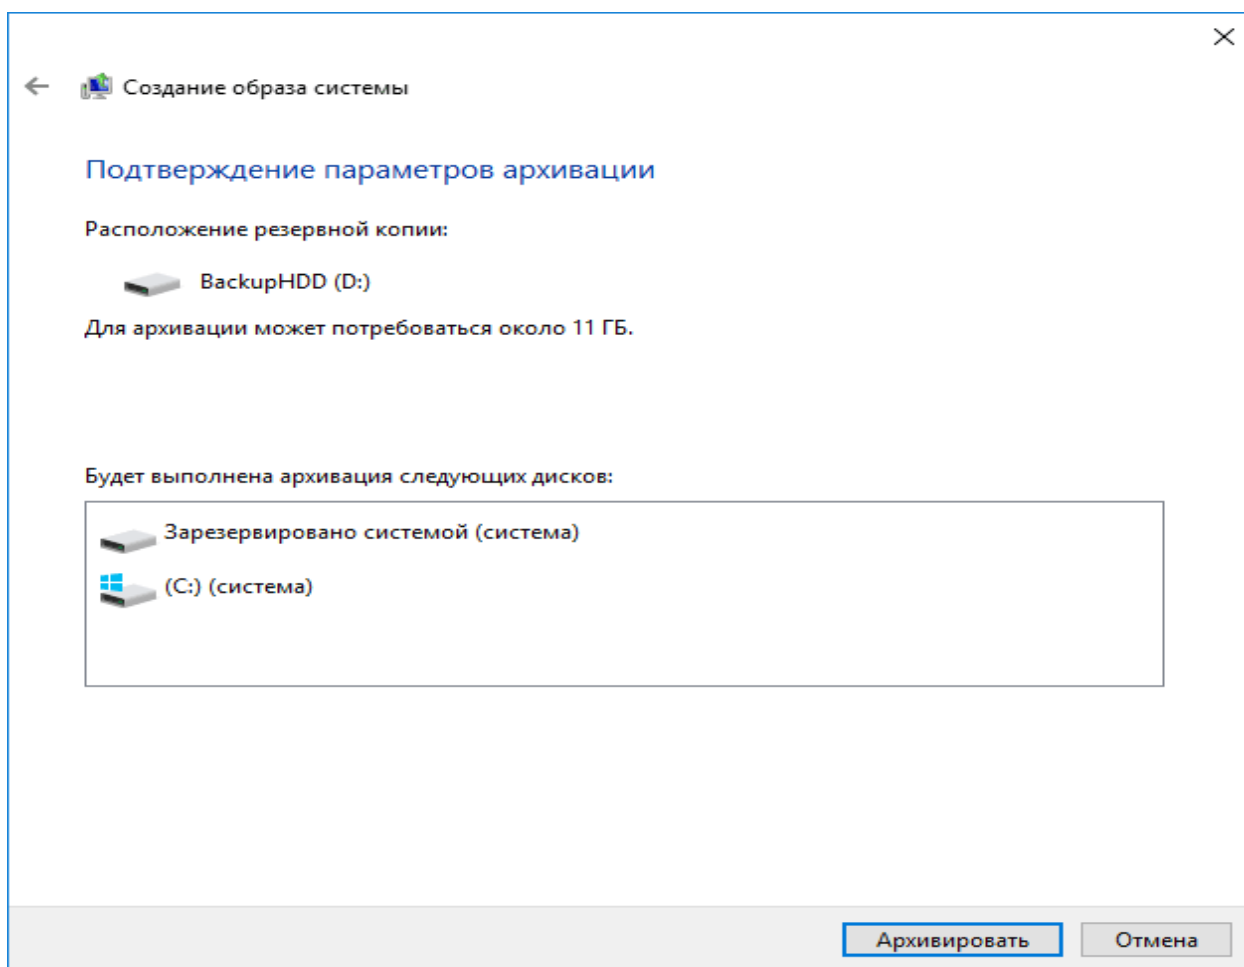 Создание образа системы
Подтверждение параметров архивации
Расположение резервной копии:
BackupHDD (D:)
Для архивации может потребоваться около 11 ГБ.
Будет выполнена архивация следующих дисков:
Зарезервировано системой (система)
(C:) (система)
Архивировать
Отмена